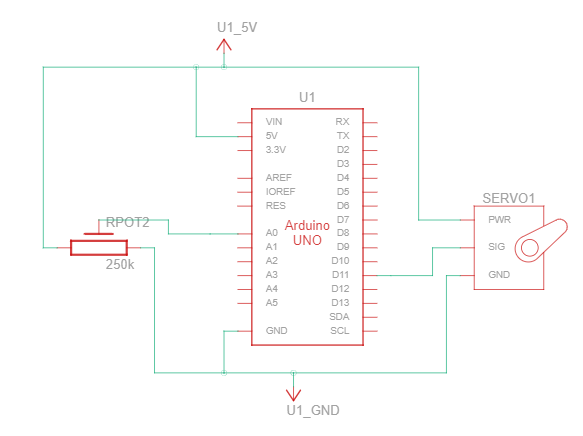 U1_5V
U1
VIN
5V
3.3V
AREF
IOREF
RES
A0
A1
A2
A3
A4
A5
GND
Arduino
UNO
RX
TX
D2
D3
D4
D5
D6
D7
D8
D9
D10
D11
D12
D13
SDA
SCL
RPOT2
250k
SERVO1
PWR
SIG
GND
U1_GND